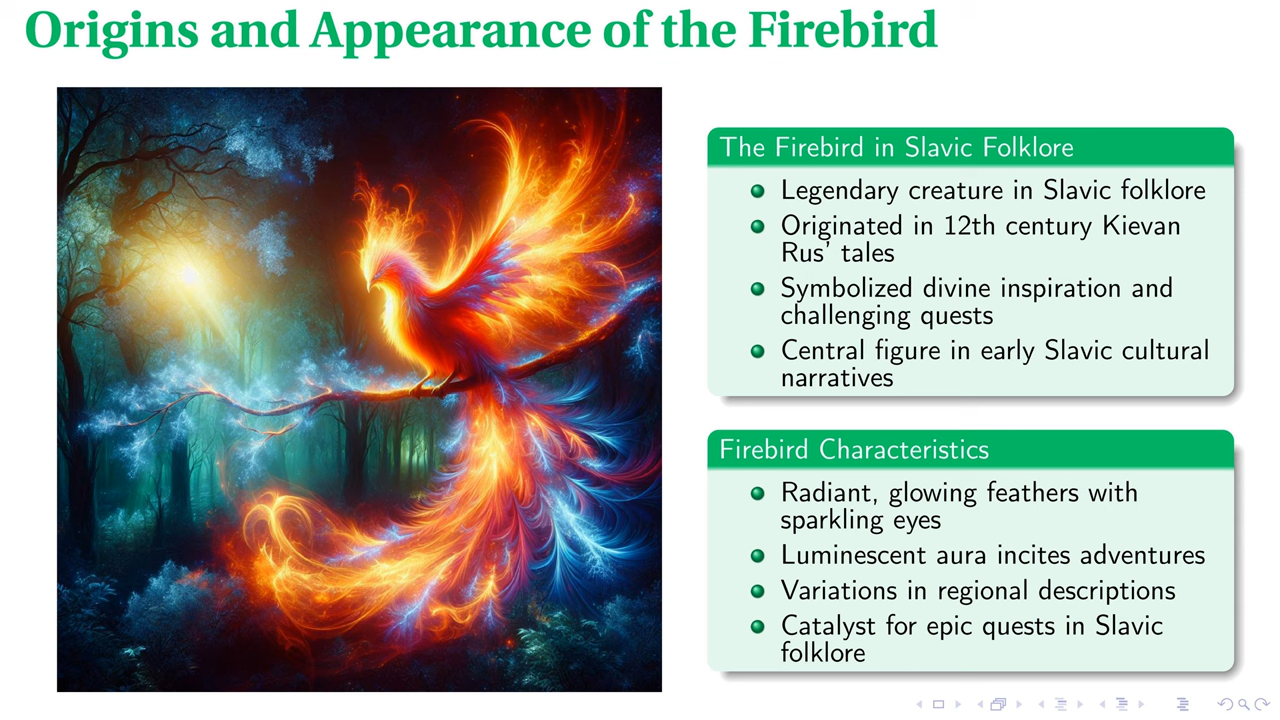 Origins and Appearance of the Firebird
The Firebird in Slavic Folklore
Legendary creature in Slavic folklore
Originated in 12th century Kievan
Rus’ tales
Symbolized divine inspiration and
challenging quests
Central figure in early Slavic cultural
narratives
Firebird Characteristics
Radiant, glowing feathers with
sparkling eyes
Luminescent aura incites adventures
Variations in regional descriptions
Catalyst for epic quests in Slavic
folklore